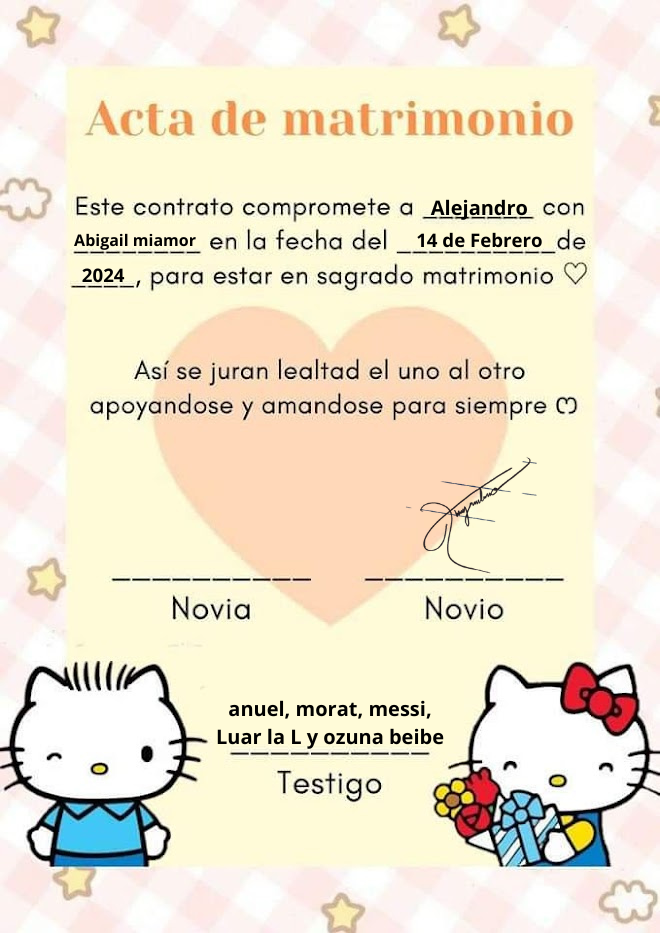 Acta de matrimonio
Este contrato compromete a Alejandro con
Abigail miamor en la fecha del 14 de Febrero de
2024, para estar en sagrado matrimonio ♡
Así se juran lealtad el uno al otro
apoyandose y amandose para siempre ღ
Novia Novio
anuel, morat, messi,
Luar la L y ozuna beibe
Testigo